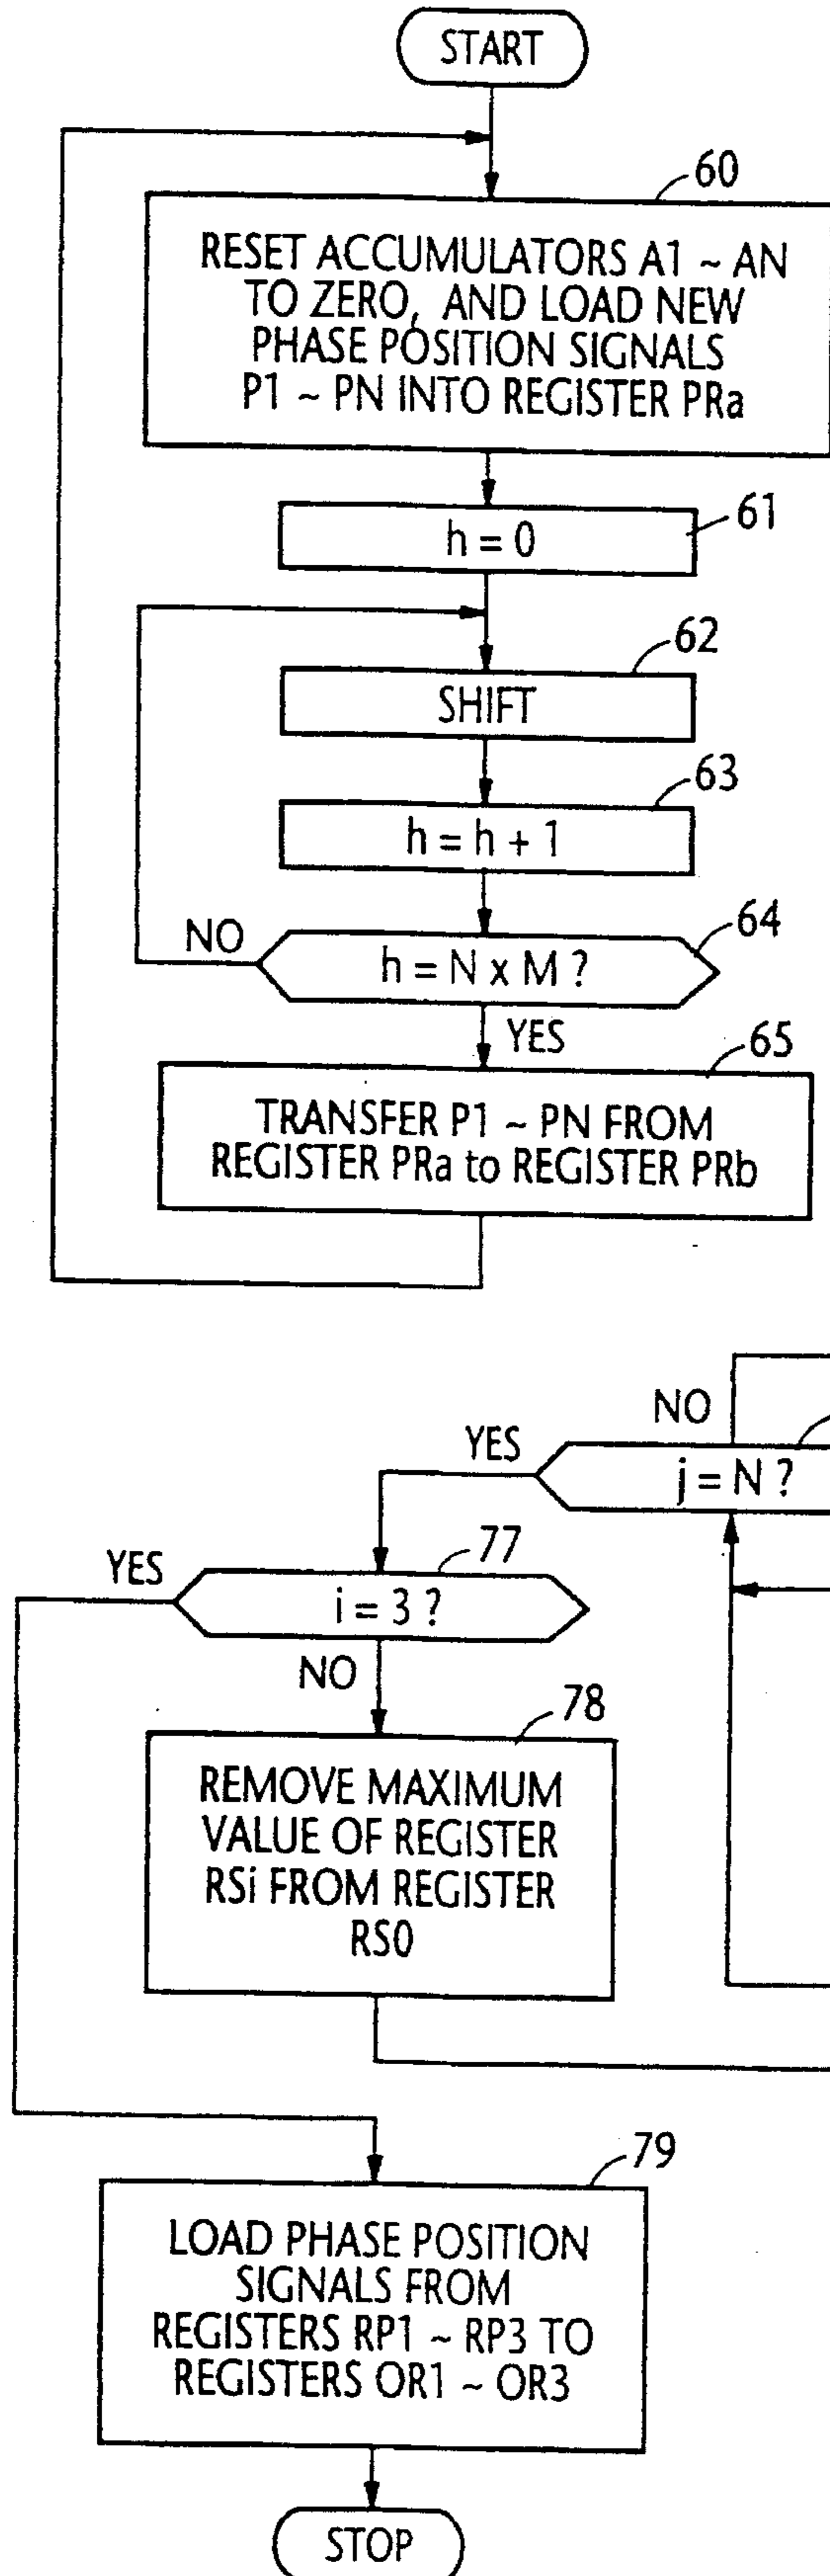 START
60
RESET ACCUMULATORS A1 ~ AN
TO ZERO, AND LOAD NEW
PHASE POSITION SIGNALS
P1 ~ PN INTO REGISTER PRa
61
h = 0
62
SHIFT
63
h = h + 1
64
NO
h = N x M ?
YES
65
TRANSFER P1 ~ PN FROM
REGISTER PRa to REGISTER PRb
NO
YES
j = N ?
77
YES
i = 3 ?
NO
78
REMOVE MAXIMUM
VALUE OF REGISTER
RSi FROM REGISTER
RS0
79
LOAD PHASE POSITION
SIGNALS FROM
REGISTERS RP1 ~ RP3 TO
REGISTERS OR1 ~ OR3
STOP